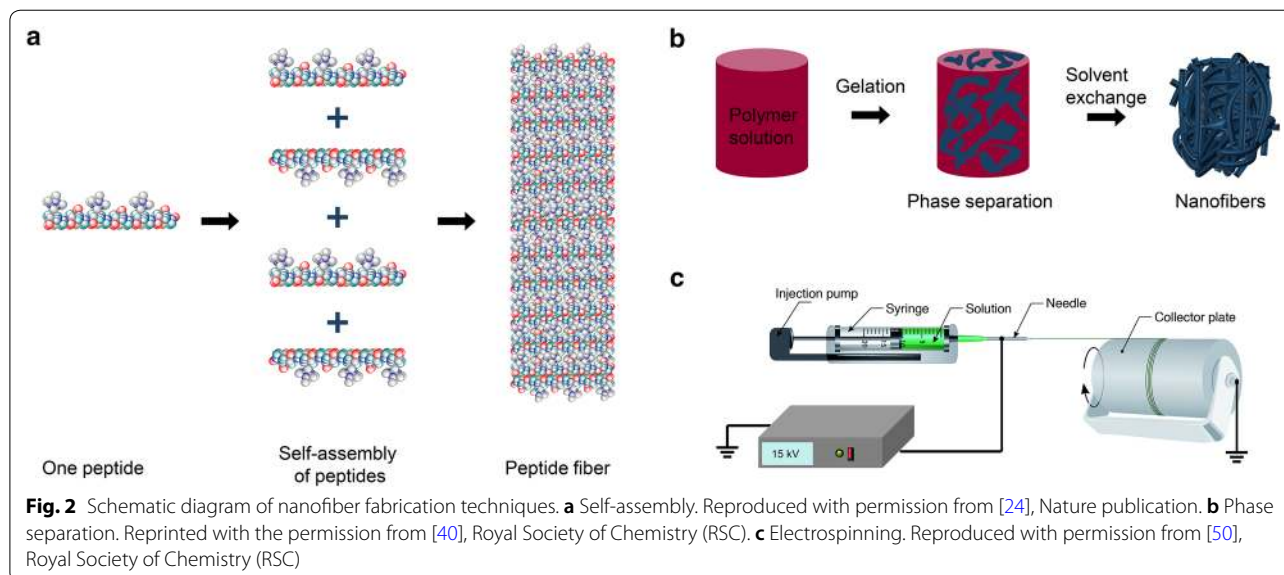 a
One peptide
Self-assembly
of peptides
Peptide fiber
b
Polymer
solution
Gelation
Phase separation
Solvent
exchange
Nanofibers
c
Injection pump
Syringe
Solution
Needle
Collector plate
15 kV
Fig. 2 Schematic diagram of nanofiber fabrication techniques. a Self-assembly. Reproduced with permission from [24], Nature publication. b Phase
separation. Reprinted with the permission from [40], Royal Society of Chemistry (RSC). c Electrospinning. Reproduced with permission from [50],
Royal Society of Chemistry (RSC)